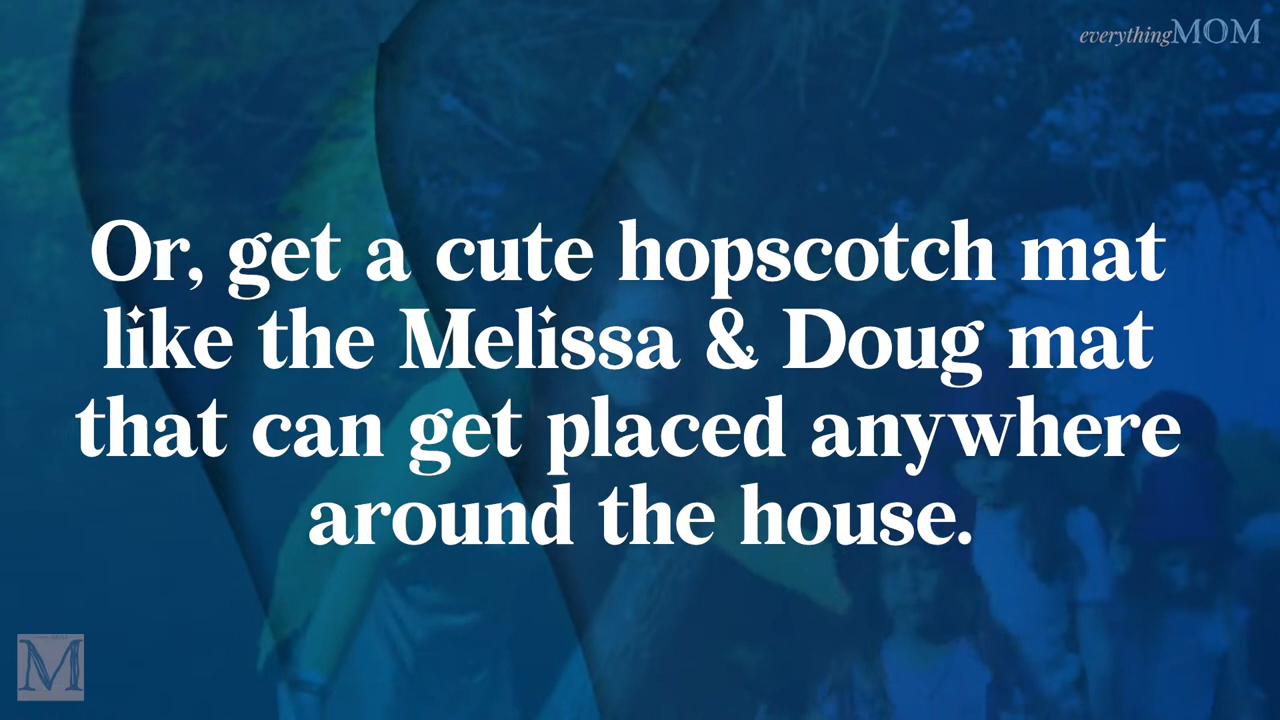 everythingMOM
Or, get a cute hopscotch mat
like the Melissa & Doug mat
that can get placed anywhere
around the house.
M